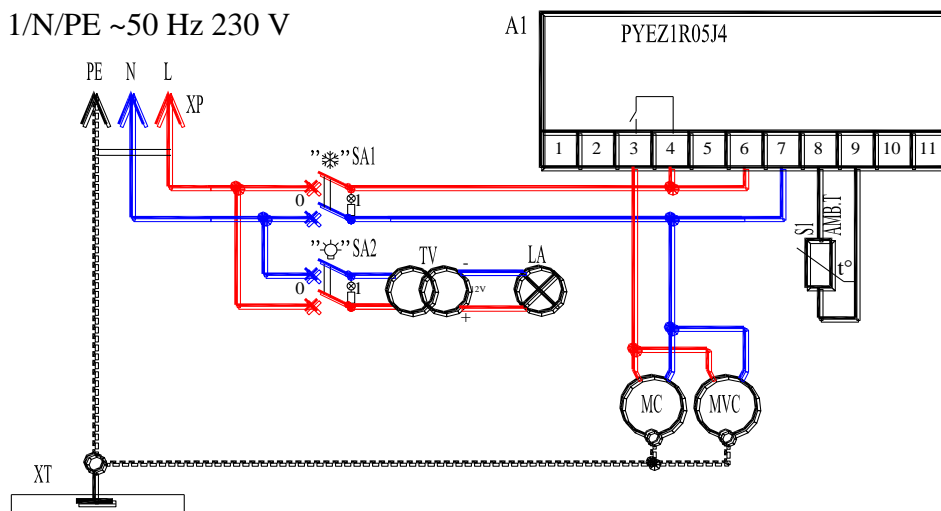 1/N/PE ~50 Hz 230 V
A1
PYEZ1R05J4
PE N L
XP
1 2 3 4 5 6 7 8 9 10 11
"❄" SA1
0 1
"" SA2
0 1
TV
-
12V
+
LA
S1
AMB.T
t°
MC
MVC
XT